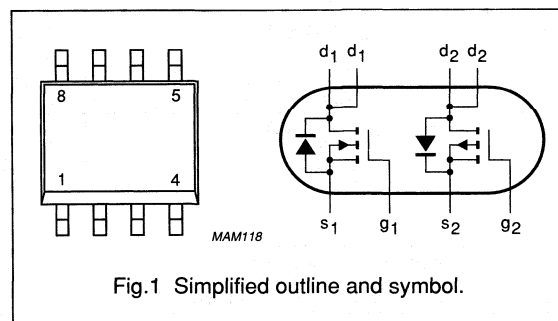 d1 d1 d2 d2
8 5
1 4
s1 g1 s2 g2
MAM118
Fig.1 Simplified outline and symbol.